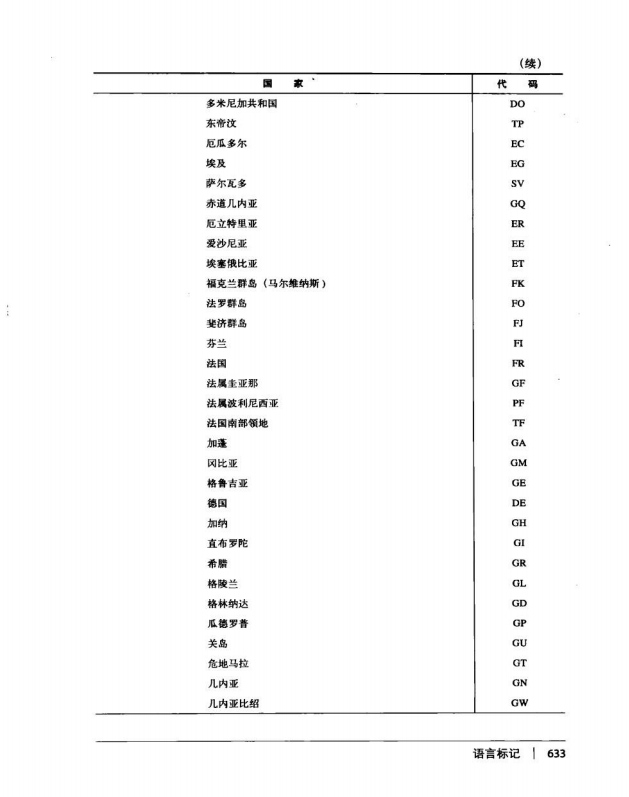 （续）
国 家 代 码
多米尼加共和国 DO
东帝汶 TP
厄瓜多尔 EC
埃及 EG
萨尔瓦多 SV
赤道几内亚 GQ
厄立特里亚 ER
爱沙尼亚 EE
埃塞俄比亚 ET
福克兰群岛（马尔维纳斯） FK
法罗群岛 FO
斐济群岛 FJ
芬兰 FI
法国 FR
法属圭亚那 GF
法属波利尼西亚 PF
法国南部领地 TF
加蓬 GA
冈比亚 GM
格鲁吉亚 GE
德国 DE
加纳 GH
直布罗陀 GI
希腊 GR
格陵兰 GL
格林纳达 GD
瓜德罗普 GP
关岛 GU
危地马拉 GT
几内亚 GN
几内亚比绍 GW
语言标记 | 633